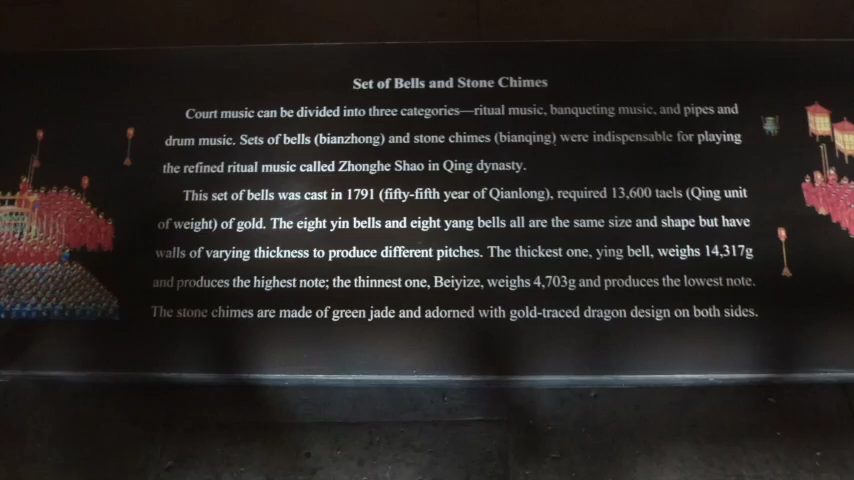 Set of Bells and Stone Chimes
Court music can be divided into three categories—ritual music, banqueting music, and pipes and
drum music. Sets of bells (bianzhong) and stone chimes (bianqing) were indispensable for playing
the refined ritual music called Zhonghe Shao in Qing dynasty.
This set of bells was cast in 1791 (fifty-fifth year of Qianlong), required 13,600 taels (Qing unit
of weight) of gold. The eight yin bells and eight yang bells all are the same size and shape but have
walls of varying thickness to produce different pitches. The thickest one, ying bell, weighs 14,317g
and produces the highest note; the thinnest one, Beiyize, weighs 4,703g and produces the lowest note.
The stone chimes are made of green jade and adorned with gold-traced dragon design on both sides.